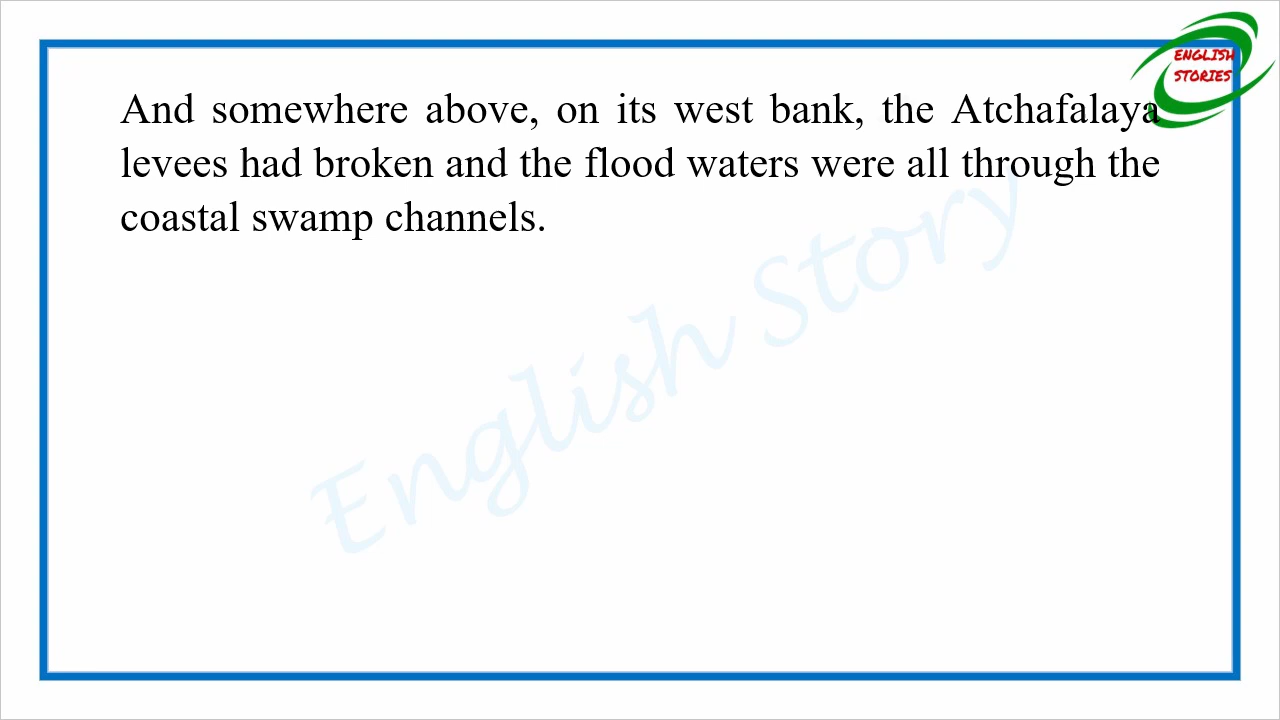 ENGLISH
STORIES
And somewhere above, on its west bank, the Atchafalaya
levees had broken and the flood waters were all through the
coastal swamp channels.
English Story